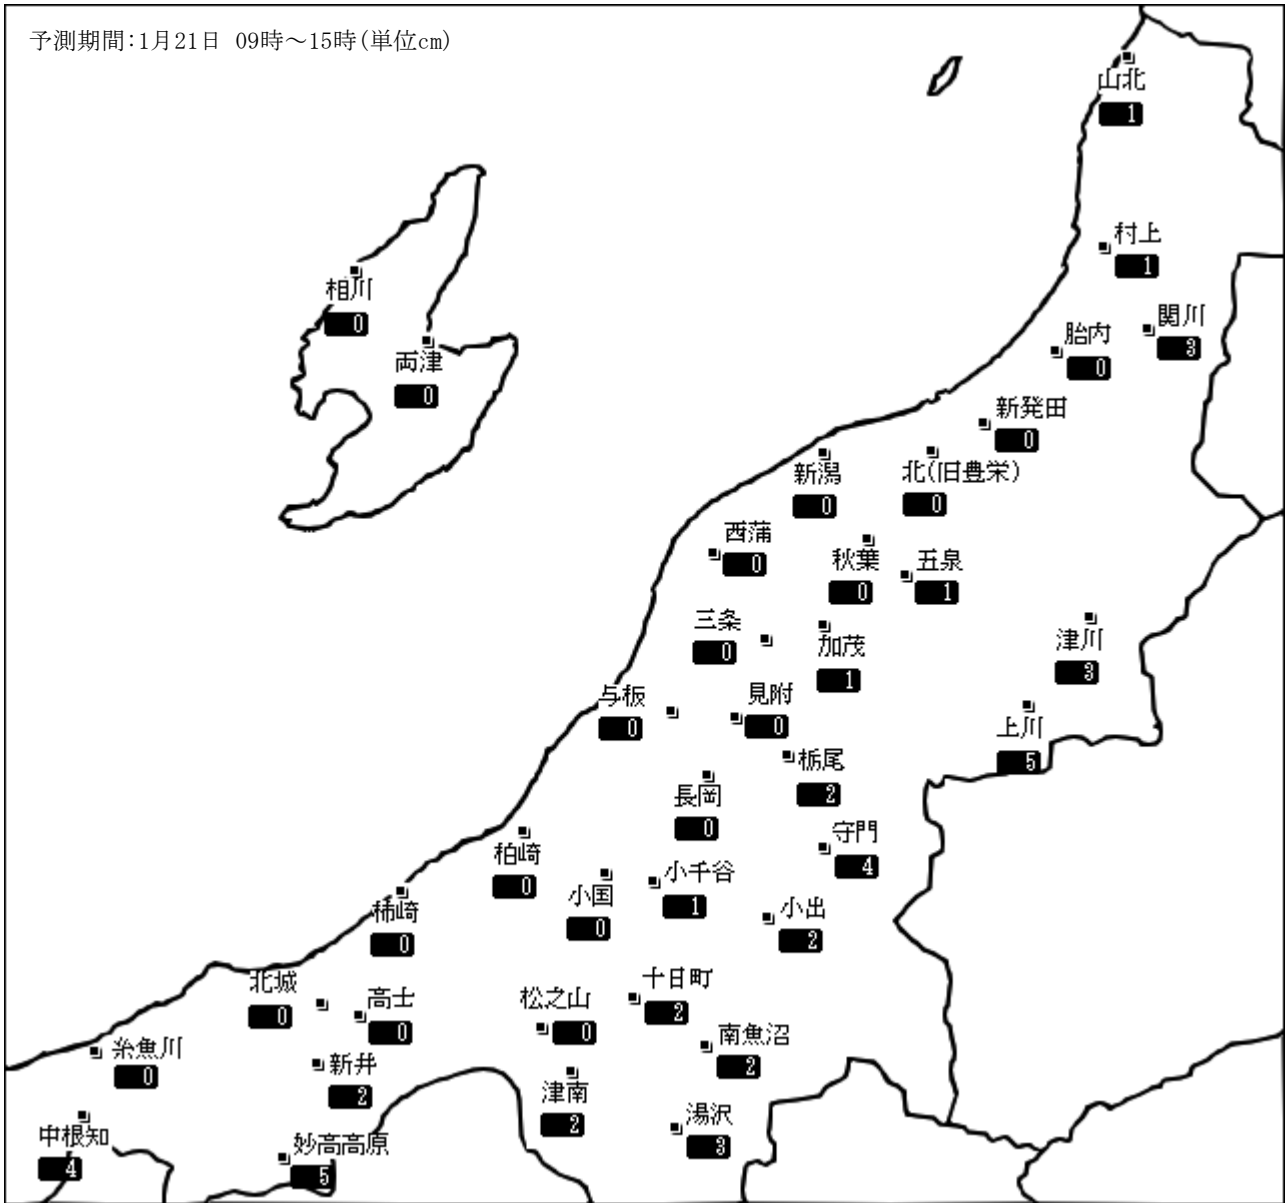 予測期間:1月21日 09時～15時(単位cm)
山北
1
村上
1
関川
3
胎内
0
相川
0
両津
0
新発田
0
新潟
0
北(旧豊栄)
0
西蒲
0
秋葉
0
五泉
1
三条
0
加茂
1
津川
3
与板
0
見附
0
上川
5
栃尾
2
長岡
0
守門
4
柏崎
0
小国
0
小千谷
1
小出
2
柿崎
0
北城
0
高士
0
松之山
0
十日町
2
南魚沼
2
糸魚川
0
新井
2
津南
2
湯沢
3
中根知
4
妙高高原
5